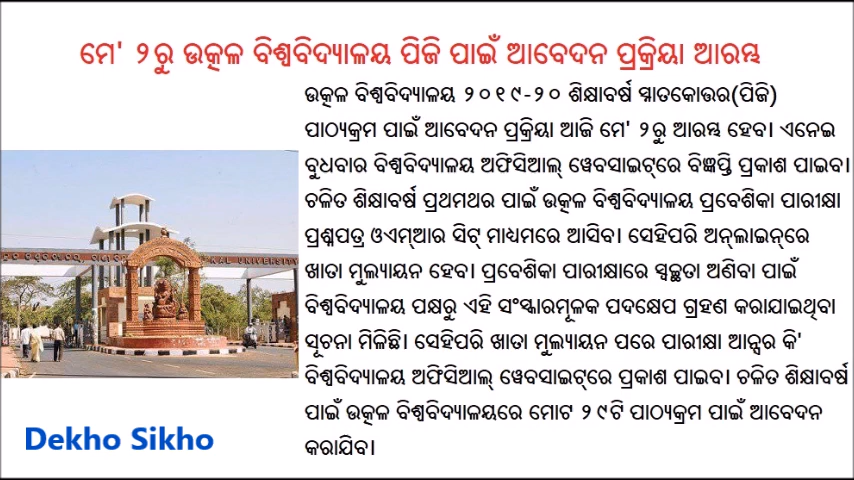 ମେ' ୨ରୁ ଉତ୍କଳ ବିଶ୍ୱବିଦ୍ୟାଳୟ ପିଜି ପାଇଁ ଆବେଦନ ପ୍ରକ୍ରିୟା ଆରମ୍ଭ
ଉତ୍କଳ ବିଶ୍ୱବିଦ୍ୟାଳୟ ୨୦୧୯-୨୦ ଶିକ୍ଷାବର୍ଷ ସ୍ନାତକୋତ୍ତର(ପିଜି)
ପାଠ୍ୟକ୍ରମ ପାଇଁ ଆବେଦନ ପ୍ରକ୍ରିୟା ଆଜି ମେ' ୨ରୁ ଆରମ୍ଭ ହେବ। ଏନେଇ
ବୁଧବାର ବିଶ୍ୱବିଦ୍ୟାଳୟ ଅଫିସିଆଲ୍ ୱେବସାଇଟ୍‌ରେ ବିଜ୍ଞପ୍ତି ପ୍ରକାଶ ପାଇବ।
ଚଳିତ ଶିକ୍ଷାବର୍ଷ ପ୍ରଥମଥର ପାଇଁ ଉତ୍କଳ ବିଶ୍ୱବିଦ୍ୟାଳୟ ପ୍ରବେଶିକା ପାରୀକ୍ଷା
ପ୍ରଶ୍ନପତ୍ର ଓଏମ୍‌ଆର ସିଟ୍ ମାଧ୍ୟମରେ ଆସିବ। ସେହିପରି ଅନ୍‌ଲାଇନ୍‌ରେ
ଖାତା ମୁଲ୍ୟାୟନ ହେବ। ପ୍ରବେଶିକା ପାରୀକ୍ଷାରେ ସ୍ୱଚ୍ଛତା ଅଣିବା ପାଇଁ
ବିଶ୍ୱବିଦ୍ୟାଳୟ ପକ୍ଷରୁ ଏହି ସଂସ୍କାରମୂଳକ ପଦକ୍ଷେପ ଗ୍ରହଣ କରାଯାଇଥିବା
ସୂଚନା ମିଳିଛି। ସେହିପରି ଖାତା ମୁଲ୍ୟାୟନ ପରେ ପାରୀକ୍ଷା ଆନ୍ସର କି'
ବିଶ୍ୱବିଦ୍ୟାଳୟ ଅଫିସିଆଲ୍ ୱେବସାଇଟ୍‌ରେ ପ୍ରକାଶ ପାଇବ। ଚଳିତ ଶିକ୍ଷାବର୍ଷ
ପାଇଁ ଉତ୍କଳ ବିଶ୍ୱବିଦ୍ୟାଳୟରେ ମୋଟ ୨୯ଟି ପାଠ୍ୟକ୍ରମ ପାଇଁ ଆବେଦନ
କରାଯିବ।
Dekho Sikho